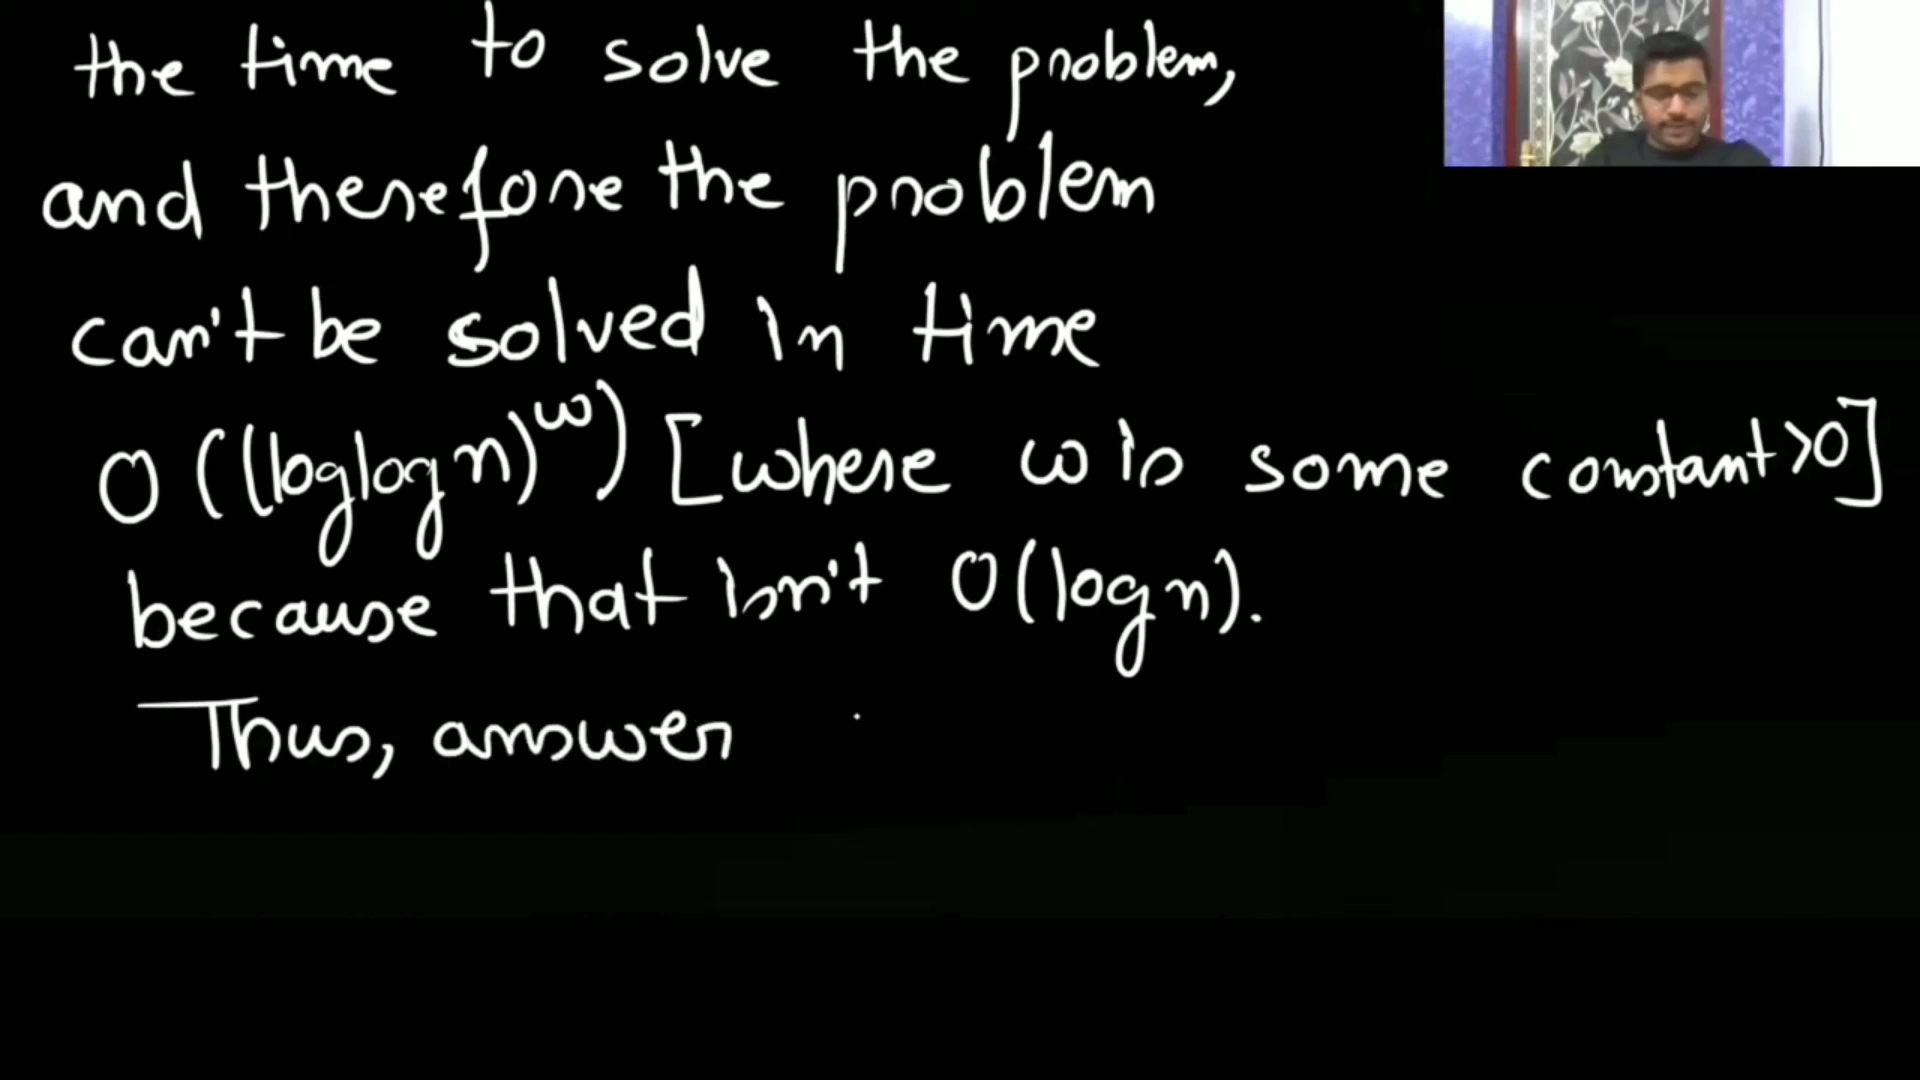 the time to solve the problem,
and therefore the problem
can't be solved in time
O((loglog n)^ω) [where ω is some constant>0]
because that isn't O(log n).
Thus, answer